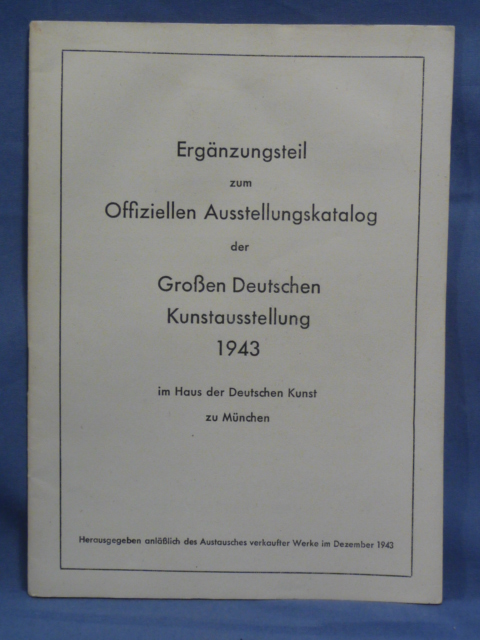 Ergänzungsteil
zum
Offiziellen Ausstellungskatalog
der
Großen Deutschen
Kunstausstellung
1943
im Haus der Deutschen Kunst
zu München
Herausgegeben anläßlich des Austausches verkaufter Werke im Dezember 1943